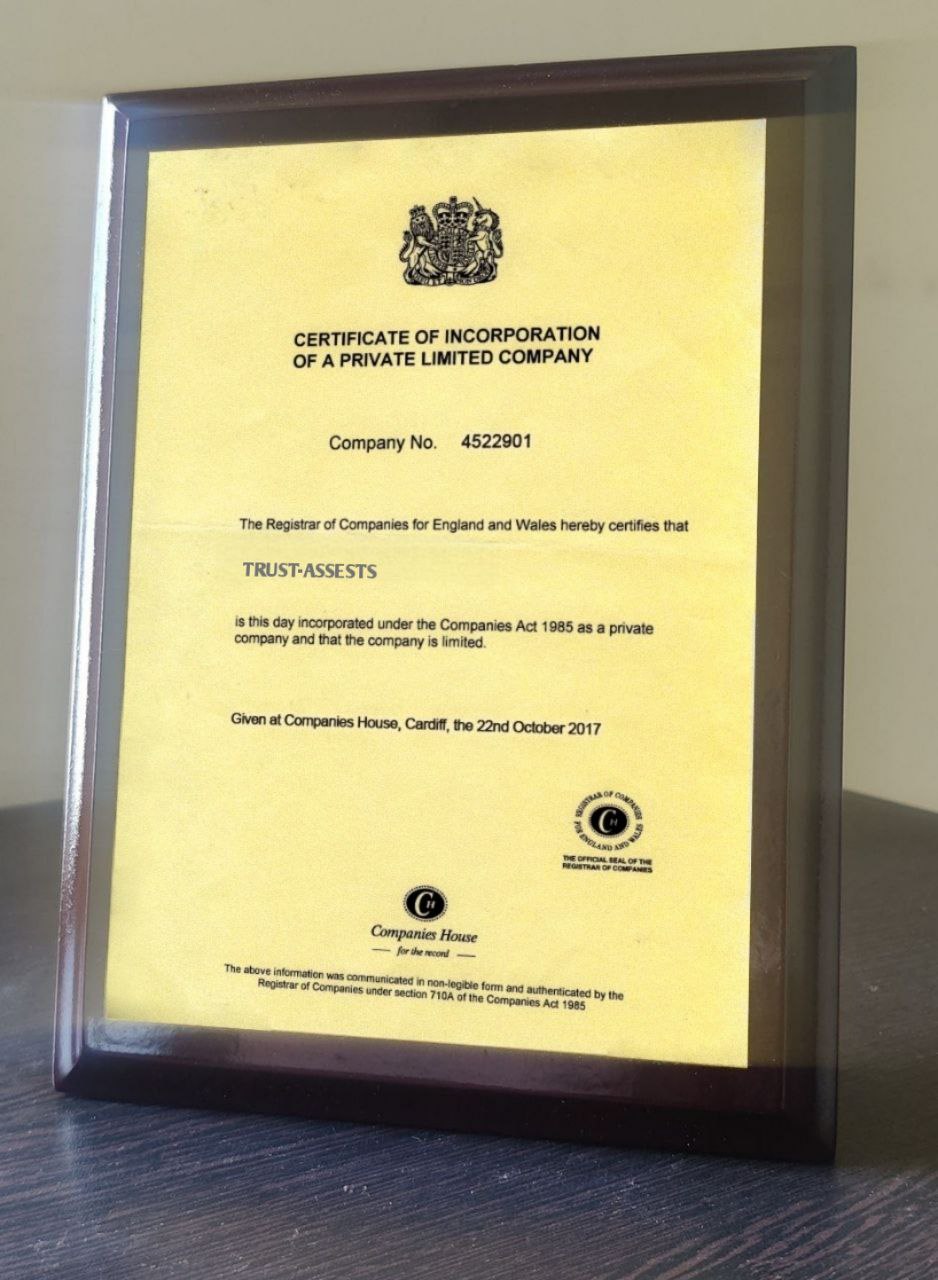 CERTIFICATE OF INCORPORATION
OF A PRIVATE LIMITED COMPANY
Company No. 4522901
The Registrar of Companies for England and Wales hereby certifies that
TRUST-ASSESTS
is this day incorporated under the Companies Act 1985 as a private
company and that the company is limited.
Given at Companies House, Cardiff, the 22nd October 2017
REGISTRAR OF COMPANIES
FOR ENGLAND AND WALES
CH
THE OFFICIAL SEAL OF THE
REGISTRAR OF COMPANIES
CH
Companies House
for the record
The above information was communicated in non-legible form and authenticated by the
Registrar of Companies under section 710A of the Companies Act 1985